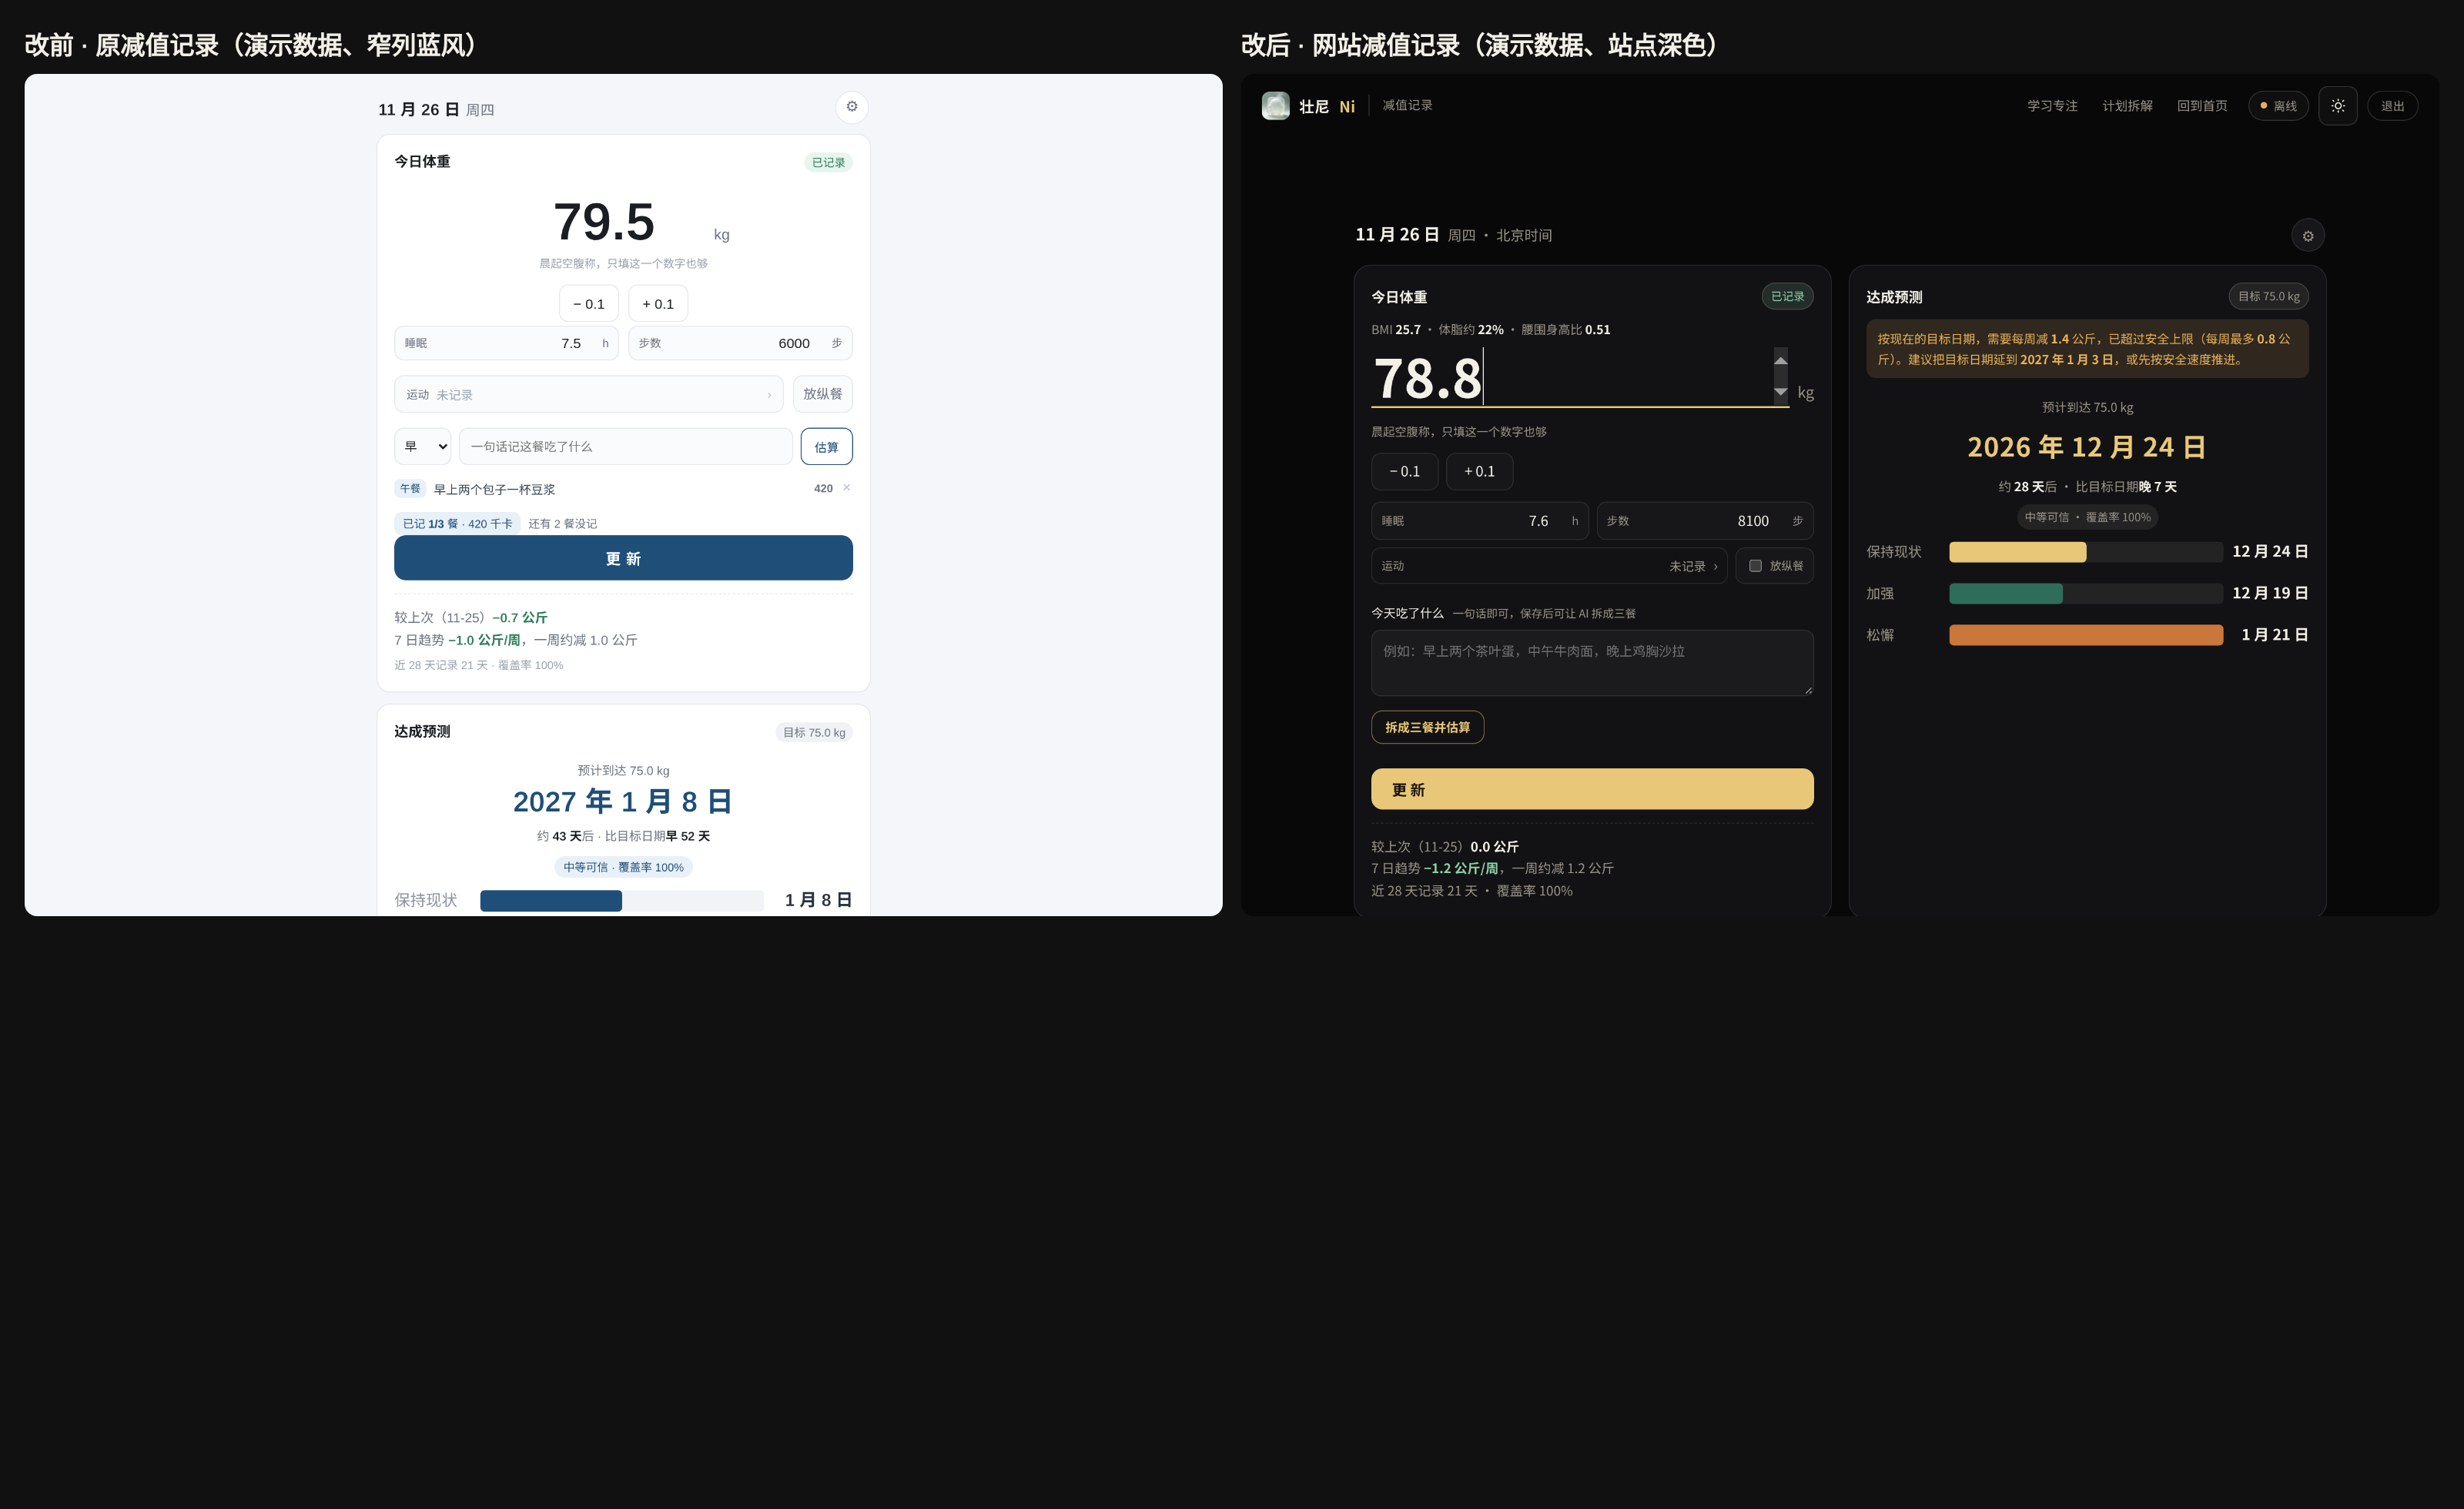 改前 · 原减值记录（演示数据、窄列蓝风）
11 月 26 日 周四
今日体重 已记录
79.5 kg
晨起空腹称，只填这一个数字也够
− 0.1 + 0.1
睡眠 7.5 h 步数 6000 步
运动 未记录 › 放纵餐
早 一句话记这餐吃了什么 估算
午餐 早上两个包子一杯豆浆 420 ×
已记 1/3 餐 · 420 千卡 还有 2 餐没记
更 新
较上次（11-25）−0.7 公斤
7 日趋势 −1.0 公斤/周，一周约减 1.0 公斤
近 28 天记录 21 天 · 覆盖率 100%
达成预测 目标 75.0 kg
预计到达 75.0 kg
2027 年 1 月 8 日
约 43 天后 · 比目标日期早 52 天
中等可信 · 覆盖率 100%
保持现状 1 月 8 日
改后 · 网站减值记录（演示数据、站点深色）
壮尼 Ni 减值记录 学习专注 计划拆解 回到首页 离线 退出
11 月 26 日 周四 · 北京时间
今日体重 已记录
BMI 25.7 · 体脂约 22% · 腰围身高比 0.51
78.8 kg
晨起空腹称，只填这一个数字也够
− 0.1 + 0.1
睡眠 7.6 h 步数 8100 步
运动 未记录 › 放纵餐
今天吃了什么 一句话即可，保存后可让 AI 拆成三餐
例如：早上两个茶叶蛋，中午牛肉面，晚上鸡胸沙拉
拆成三餐并估算
更 新
较上次（11-25）0.0 公斤
7 日趋势 −1.2 公斤/周，一周约减 1.2 公斤
近 28 天记录 21 天 · 覆盖率 100%
达成预测 目标 75.0 kg
按现在的目标日期，需要每周减 1.4 公斤，已超过安全上限（每周最多 0.8 公
斤）。建议把目标日期延到 2027 年 1 月 3 日，或先按安全速度推进。
预计到达 75.0 kg
2026 年 12 月 24 日
约 28 天后 · 比目标日期晚 7 天
中等可信 · 覆盖率 100%
保持现状 12 月 24 日
加强 12 月 19 日
松懈 1 月 21 日